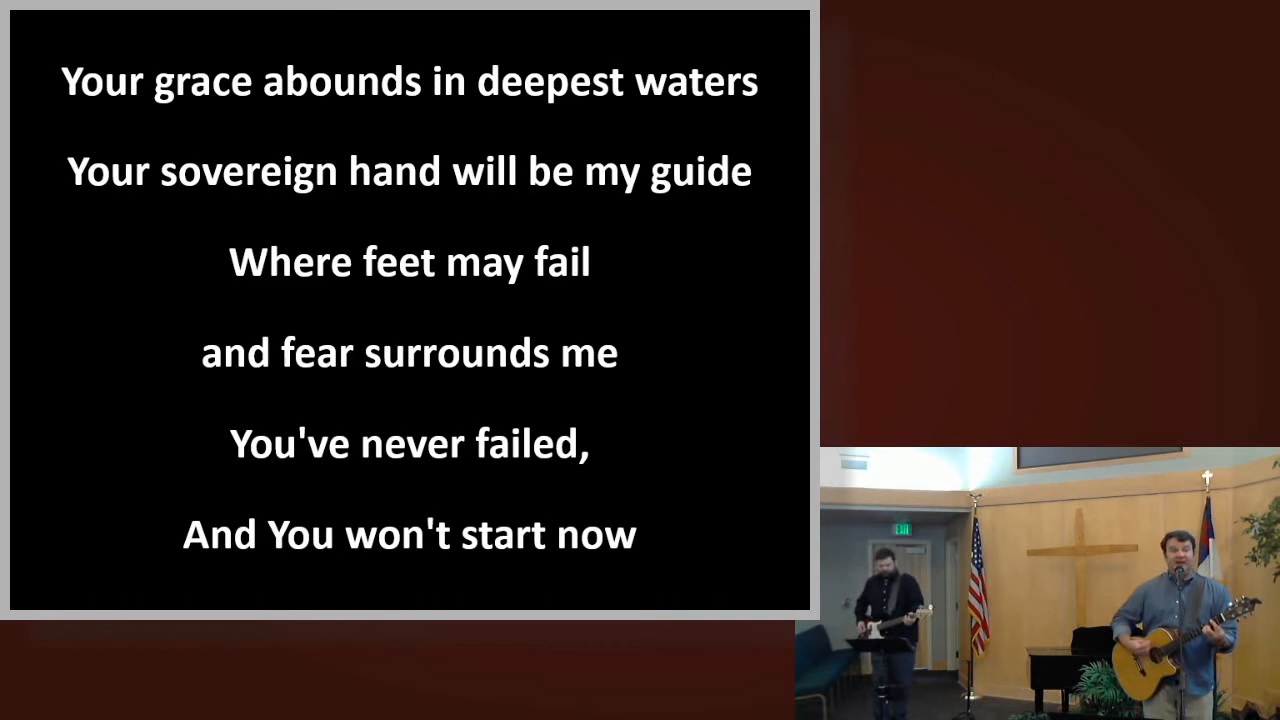 Your grace abounds in deepest waters
Your sovereign hand will be my guide
Where feet may fail
and fear surrounds me
You've never failed,
And You won't start now
EXIT